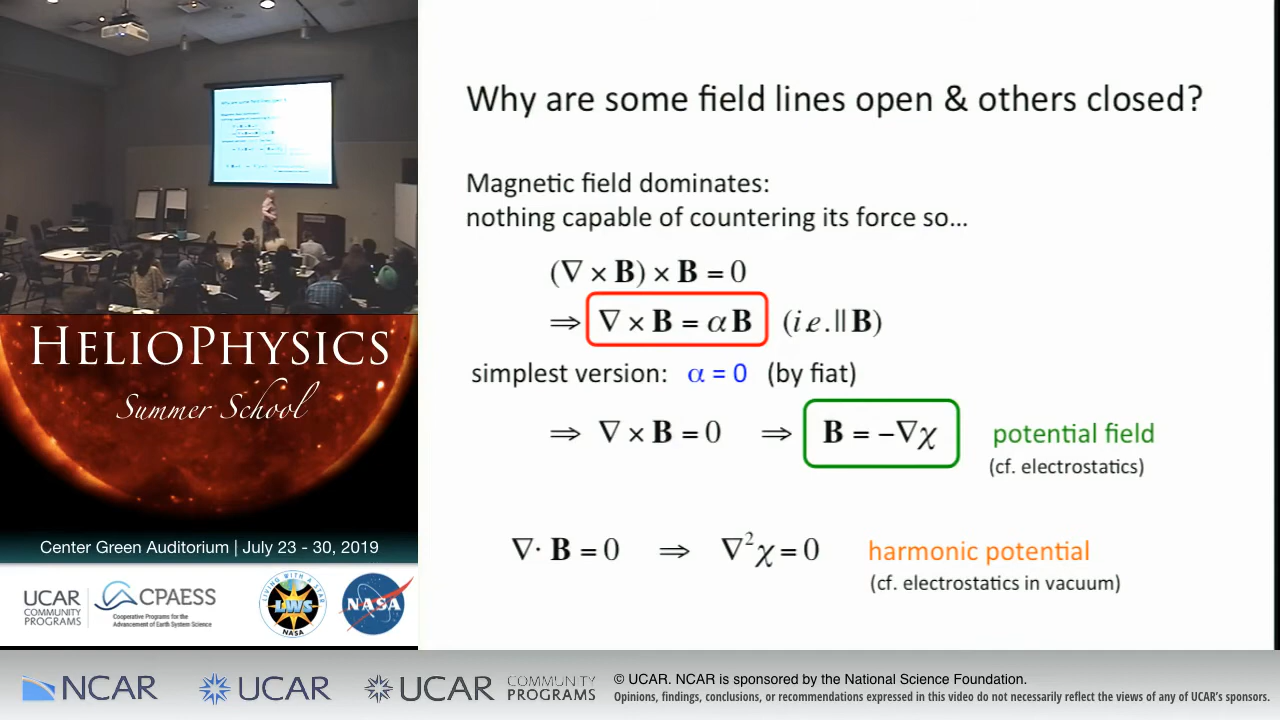 Why are some field lines open & others closed?
Magnetic field dominates:
nothing capable of countering its force so...
(∇ × B) × B = 0
⇒ ∇ × B = αB (i.e. || B)
simplest version: α = 0 (by fiat)
⇒ ∇ × B = 0 ⇒ B = −∇χ potential field
(cf. electrostatics)
∇· B = 0 ⇒ ∇²χ = 0 harmonic potential
(cf. electrostatics in vacuum)
HELIOPHYSICS
Summer School
Center Green Auditorium | July 23 - 30, 2019
UCAR
COMMUNITY
PROGRAMS
CPAESS
Cooperative Programs for the
Advancement of Earth System Science
LIVING WITH A STAR
LWS
NASA
NASA
NCAR
UCAR
UCAR COMMUNITY PROGRAMS
© UCAR. NCAR is sponsored by the National Science Foundation.
Opinions, findings, conclusions, or recommendations expressed in this video do not necessarily reflect the views of any of UCAR's sponsors.